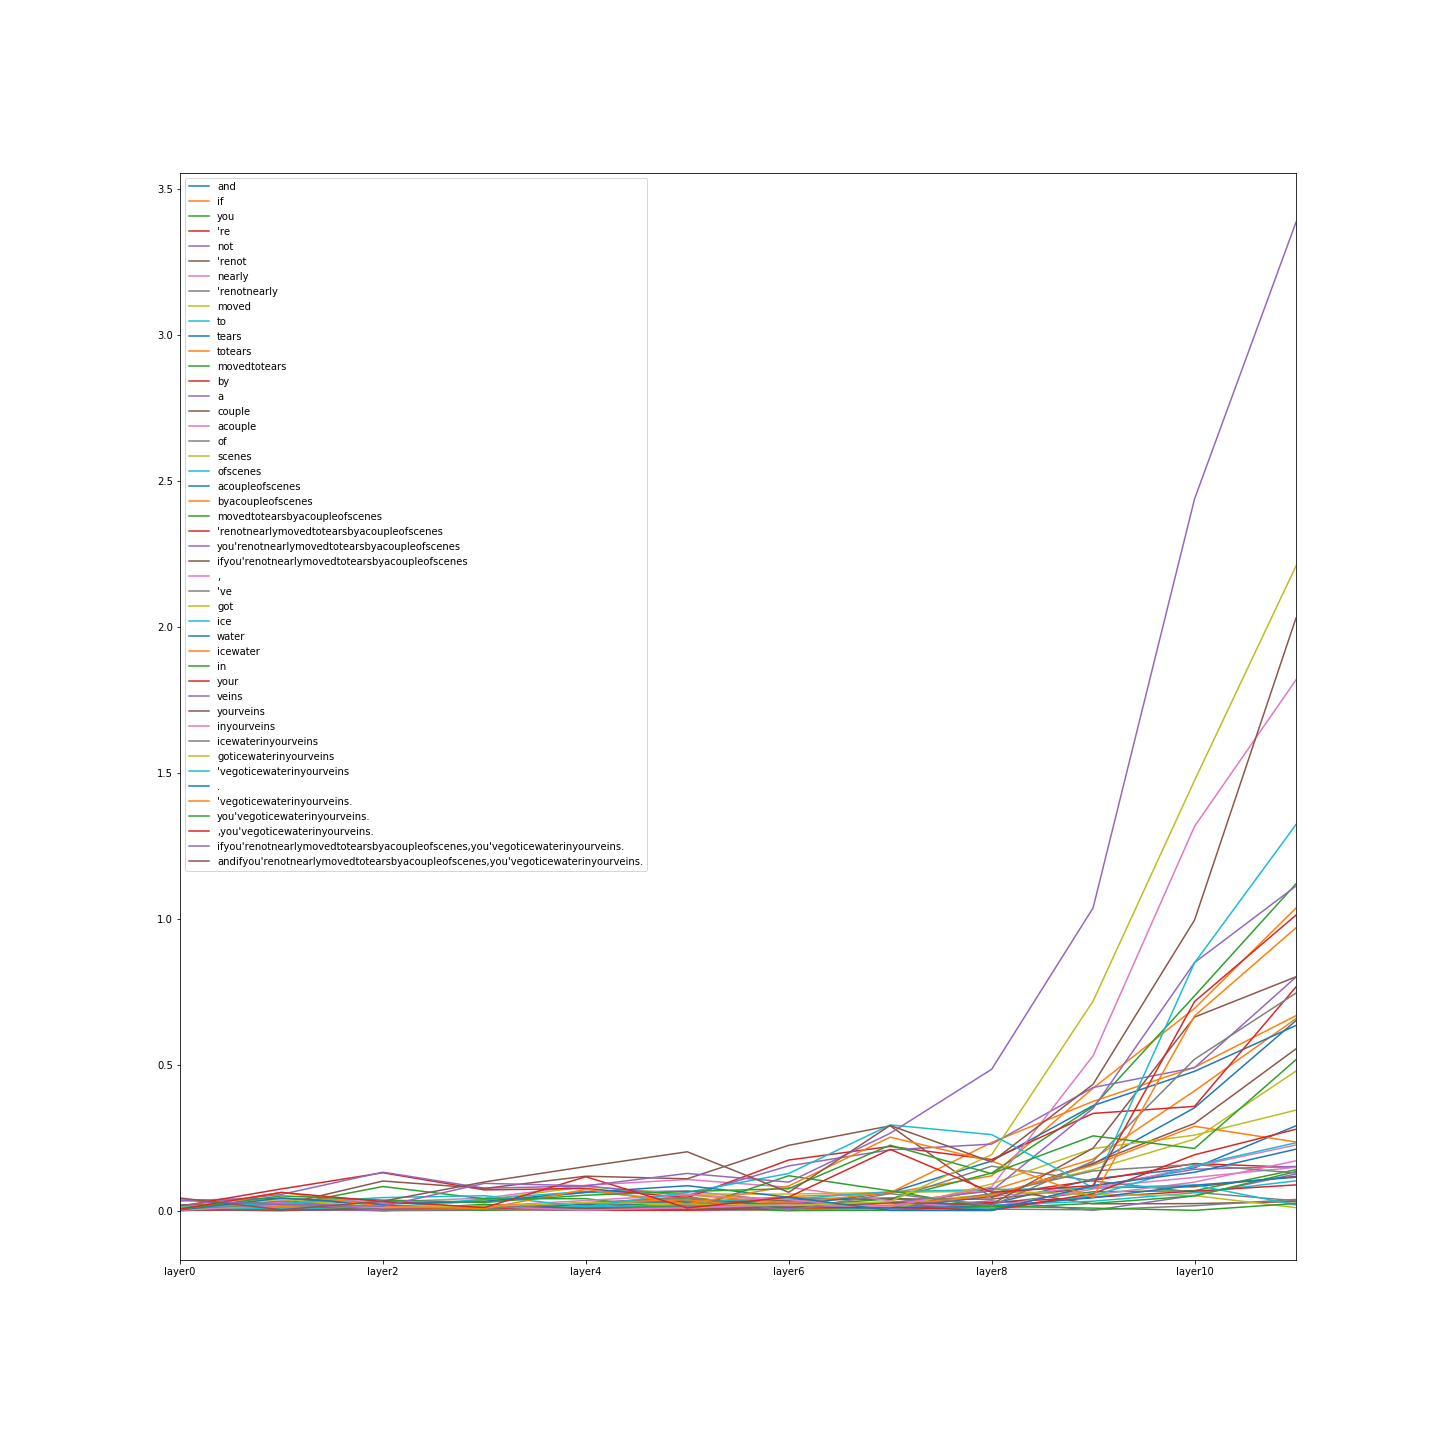 3.5
3.0
2.5
2.0
1.5
1.0
0.5
0.0
and
if
you
're
not
'renot
nearly
'renotnearly
moved
to
tears
totears
movedtotears
by
a
couple
acouple
of
scenes
ofscenes
acoupleofscenes
byacoupleofscenes
movedtotearsbyacoupleofscenes
'renotnearlymovedtotearsbyacoupleofscenes
you'renotnearlymovedtotearsbyacoupleofscenes
ifyou'renotnearlymovedtotearsbyacoupleofscenes
,
've
got
ice
water
icewater
in
your
veins
yourveins
inyourveins
icewaterinyourveins
goticewaterinyourveins
'vegoticewaterinyourveins
.
'vegoticewaterinyourveins.
you'vegoticewaterinyourveins.
,you'vegoticewaterinyourveins.
ifyou'renotnearlymovedtotearsbyacoupleofscenes,you'vegoticewaterinyourveins.
andifyou'renotnearlymovedtotearsbyacoupleofscenes,you'vegoticewaterinyourveins.
layer0 layer2 layer4 layer6 layer8 layer10